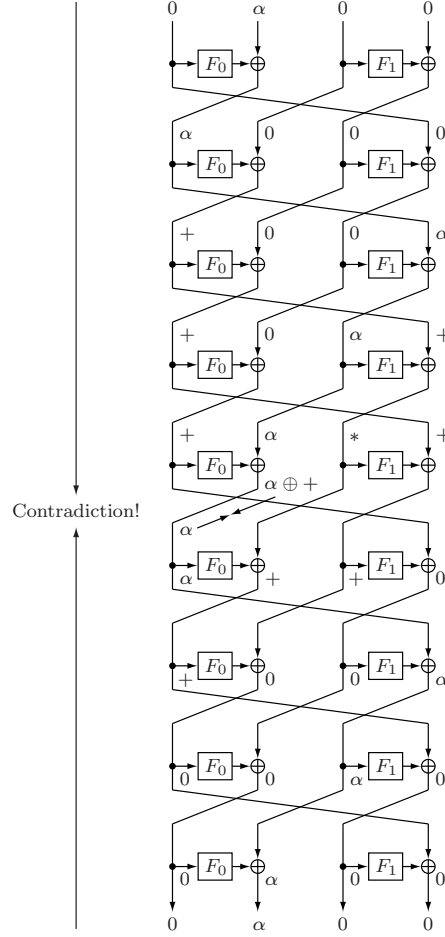 0 α 0 0
F₀ F₁
α 0 0 0
F₀ F₁
+ 0 0 α
F₀ F₁
+ 0 α +
F₀ F₁
+ α * +
F₀ F₁
α ⊕ +
Contradiction!
α
F₀ F₁
α + + 0
F₀ F₁
+ 0 0 α
F₀ F₁
0 0 α 0
F₀ F₁
0 α 0 0
0 α 0 0